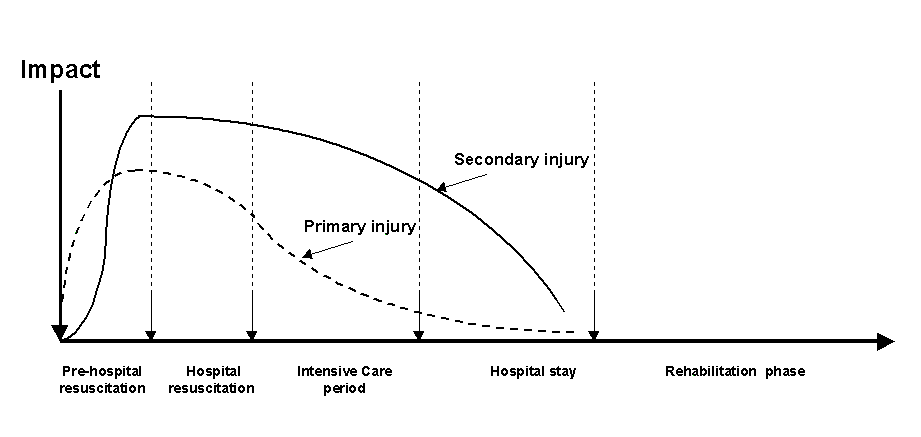 Impact
Secondary injury
Primary injury
Pre-hospital
resuscitation
Hospital
resuscitation
Intensive Care
period
Hospital stay
Rehabilitation phase